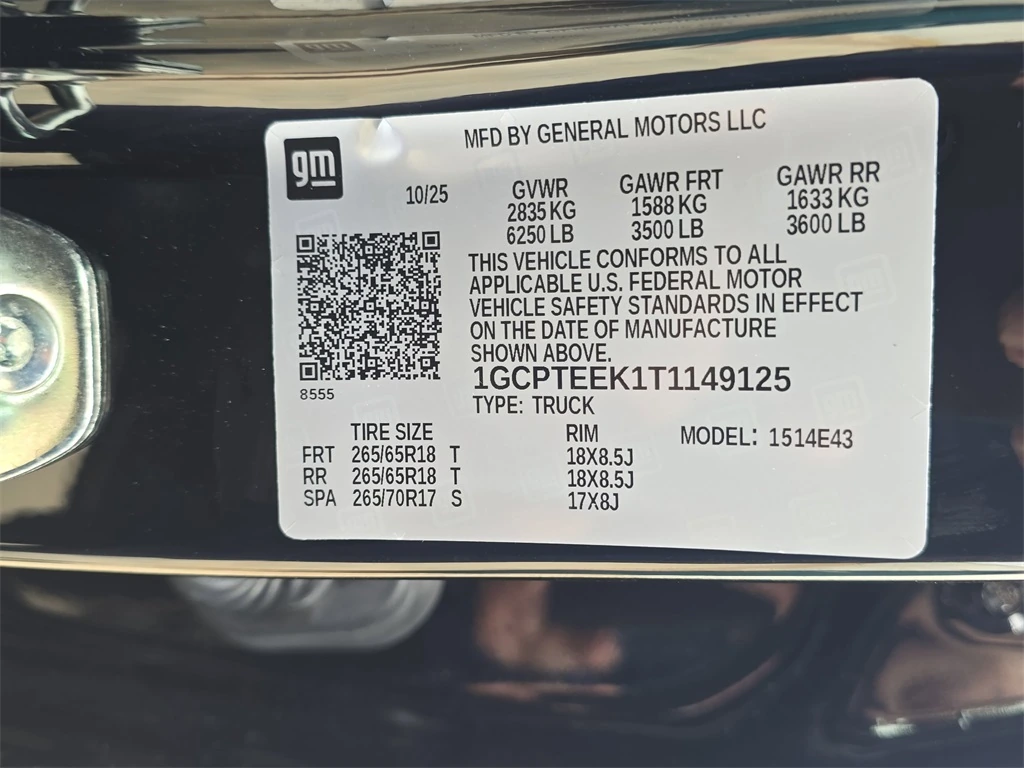 MFD BY GENERAL MOTORS LLC
gm
10/25
GVWR GAWR FRT GAWR RR
2835 KG 1588 KG 1633 KG
6250 LB 3500 LB 3600 LB
THIS VEHICLE CONFORMS TO ALL
APPLICABLE U.S. FEDERAL MOTOR
VEHICLE SAFETY STANDARDS IN EFFECT
ON THE DATE OF MANUFACTURE
SHOWN ABOVE.
8555
1GCPTEEK1T1149125
TYPE: TRUCK
TIRE SIZE RIM MODEL: 1514E43
FRT 265/65R18 T 18X8.5J
RR 265/65R18 T 18X8.5J
SPA 265/70R17 S 17X8J